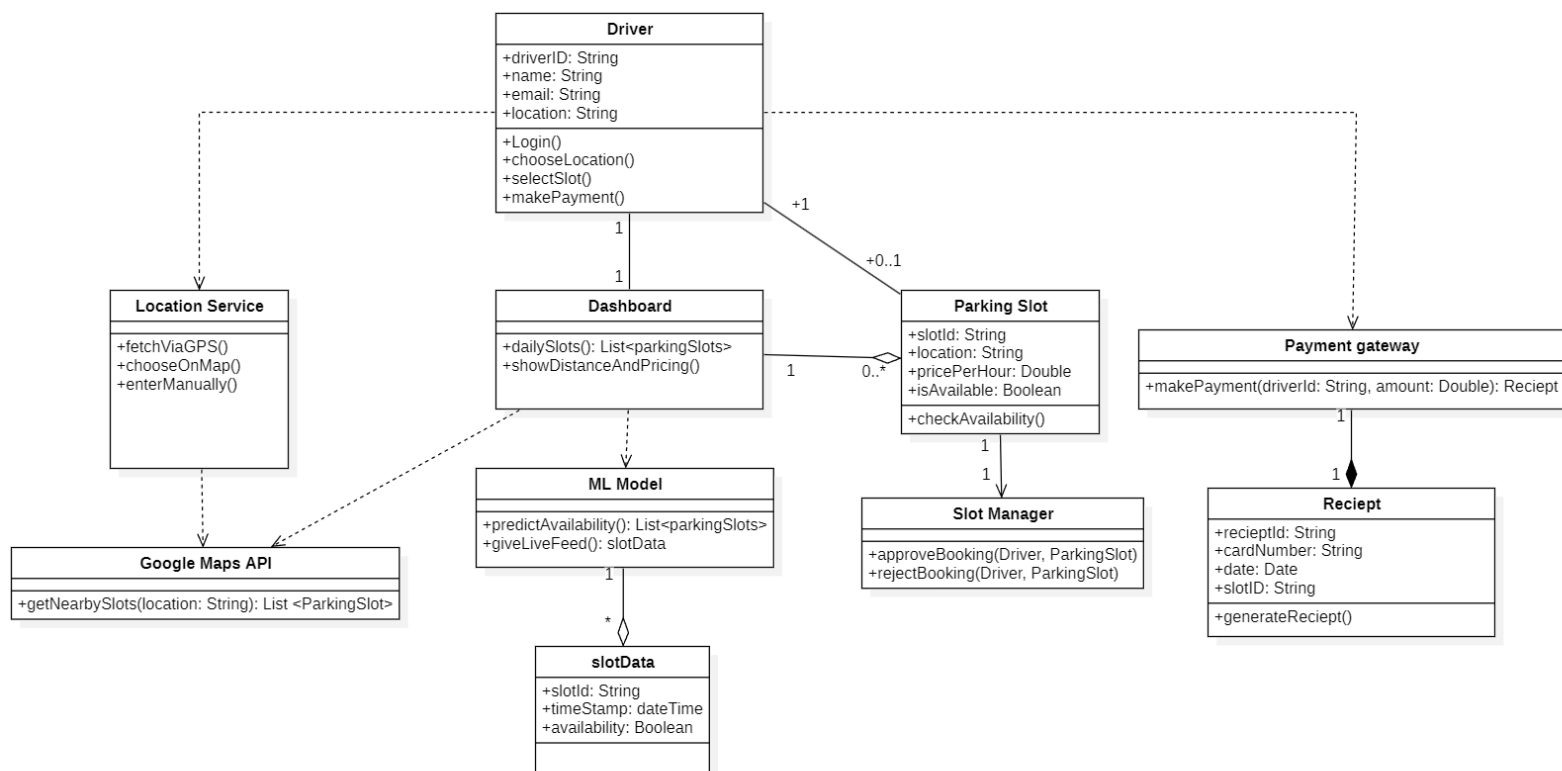 Driver
+driverID: String
+name: String
+email: String
+location: String
+Login()
+chooseLocation()
+selectSlot()
+makePayment()
1
1
+1
+0..1
Location Service
+fetchViaGPS()
+chooseOnMap()
+enterManually()
Dashboard
+dailySlots(): List<parkingSlots>
+showDistanceAndPricing()
1
0..*
Parking Slot
+slotId: String
+location: String
+pricePerHour: Double
+isAvailable: Boolean
+checkAvailability()
1
1
Payment gateway
+makePayment(driverId: String, amount: Double): Reciept
1
1
ML Model
+predictAvailability(): List<parkingSlots>
+giveLiveFeed(): slotData
1
*
Slot Manager
+approveBooking(Driver, ParkingSlot)
+rejectBooking(Driver, ParkingSlot)
Reciept
+recieptId: String
+cardNumber: String
+date: Date
+slotID: String
+generateReciept()
Google Maps API
+getNearbySlots(location: String): List <ParkingSlot>
slotData
+slotId: String
+timeStamp: dateTime
+availability: Boolean